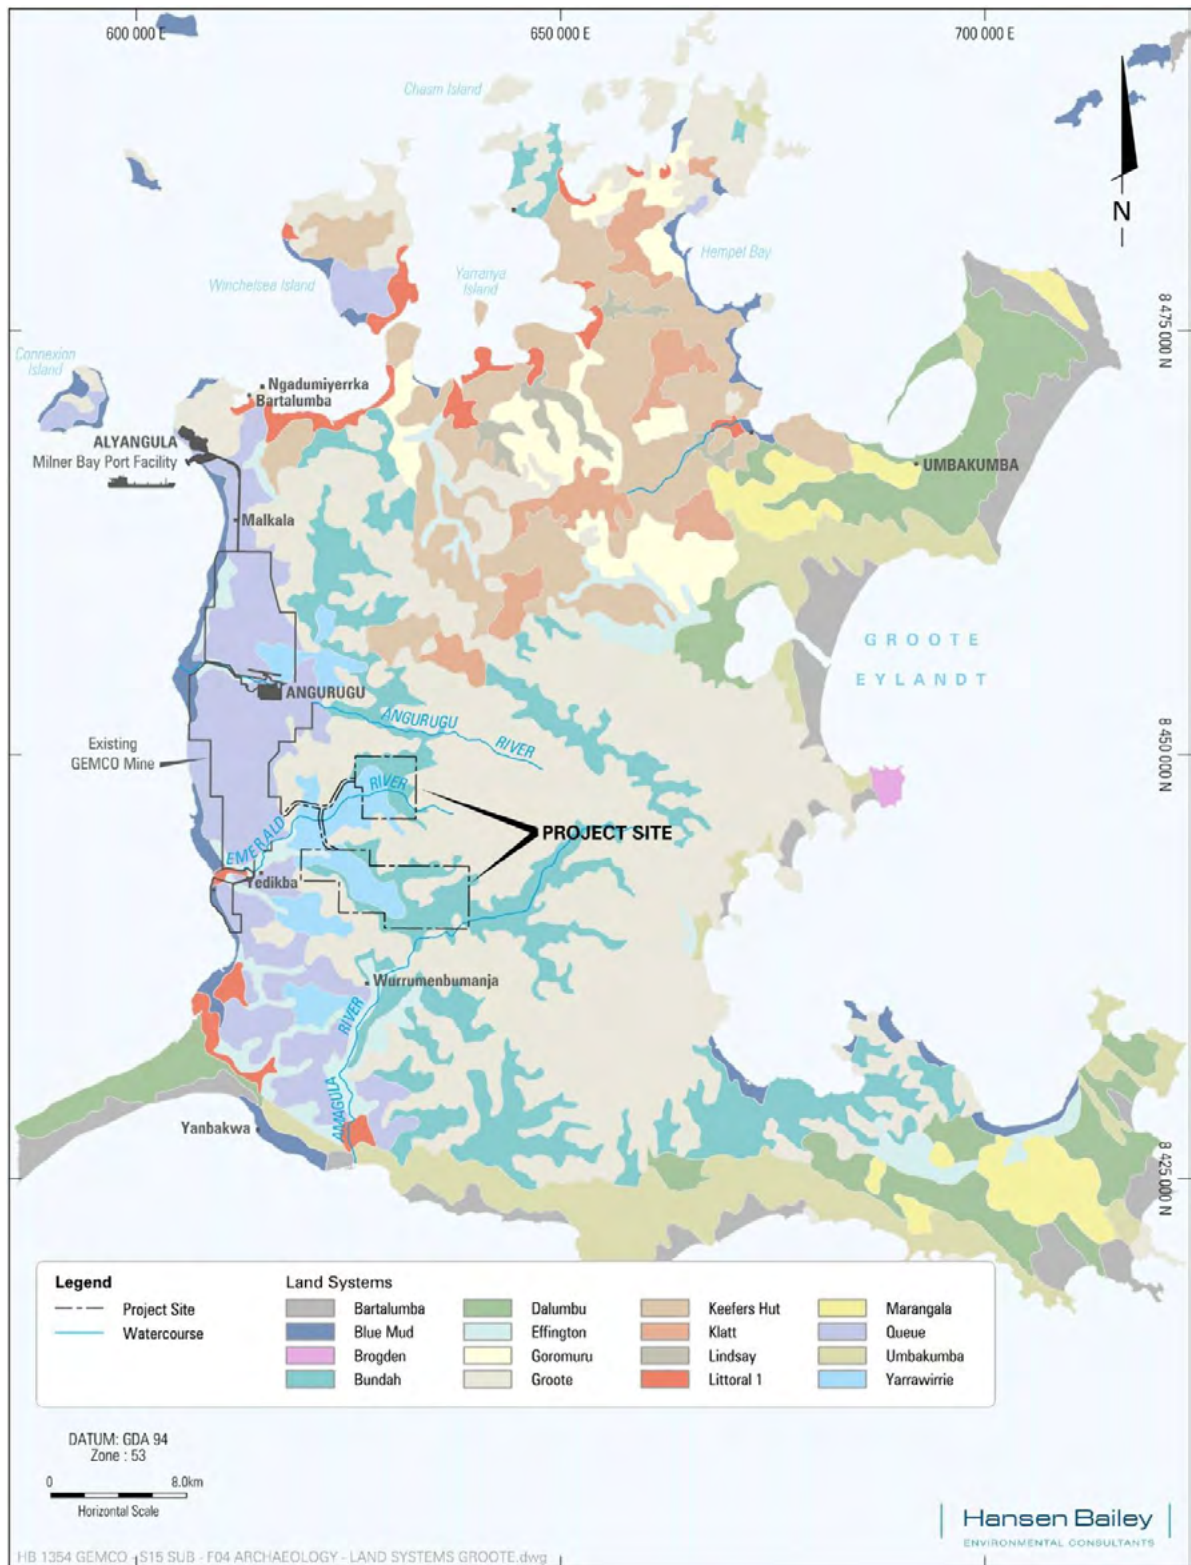 600 000 E
650 000 E
700 000 E
Chasm Island
N
Hempel Bay
Winchelsea Island
Yarranya
Island
8 475 000 N
Connexion
Island
Ngadumiyerrka
Bartalumba
ALYANGULA
Milner Bay Port Facility
UMBAKUMBA
Malkala
GROOTE
EYLANDT
ANGURUGU
ANGURUGU
RIVER
Existing
GEMCO Mine
8 450 000 N
RIVER
EMERALD
PROJECT SITE
Yedikba
Wurrumenbumanja
RIVER
AMAGULA
Yanbakwa
8 425 000 N
Legend
Project Site
Watercourse
Land Systems
Bartalumba
Dalumbu
Keefers Hut
Marangala
Blue Mud
Effington
Klatt
Queue
Brogden
Goromuru
Lindsay
Umbakumba
Bundah
Groote
Littoral 1
Yarrawirrie
DATUM: GDA 94
Zone : 53
0 8.0km
Horizontal Scale
Hansen Bailey
ENVIRONMENTAL CONSULTANTS
HB 1354 GEMCO S15 SUB - F04 ARCHAEOLOGY - LAND SYSTEMS GROOTE.dwg